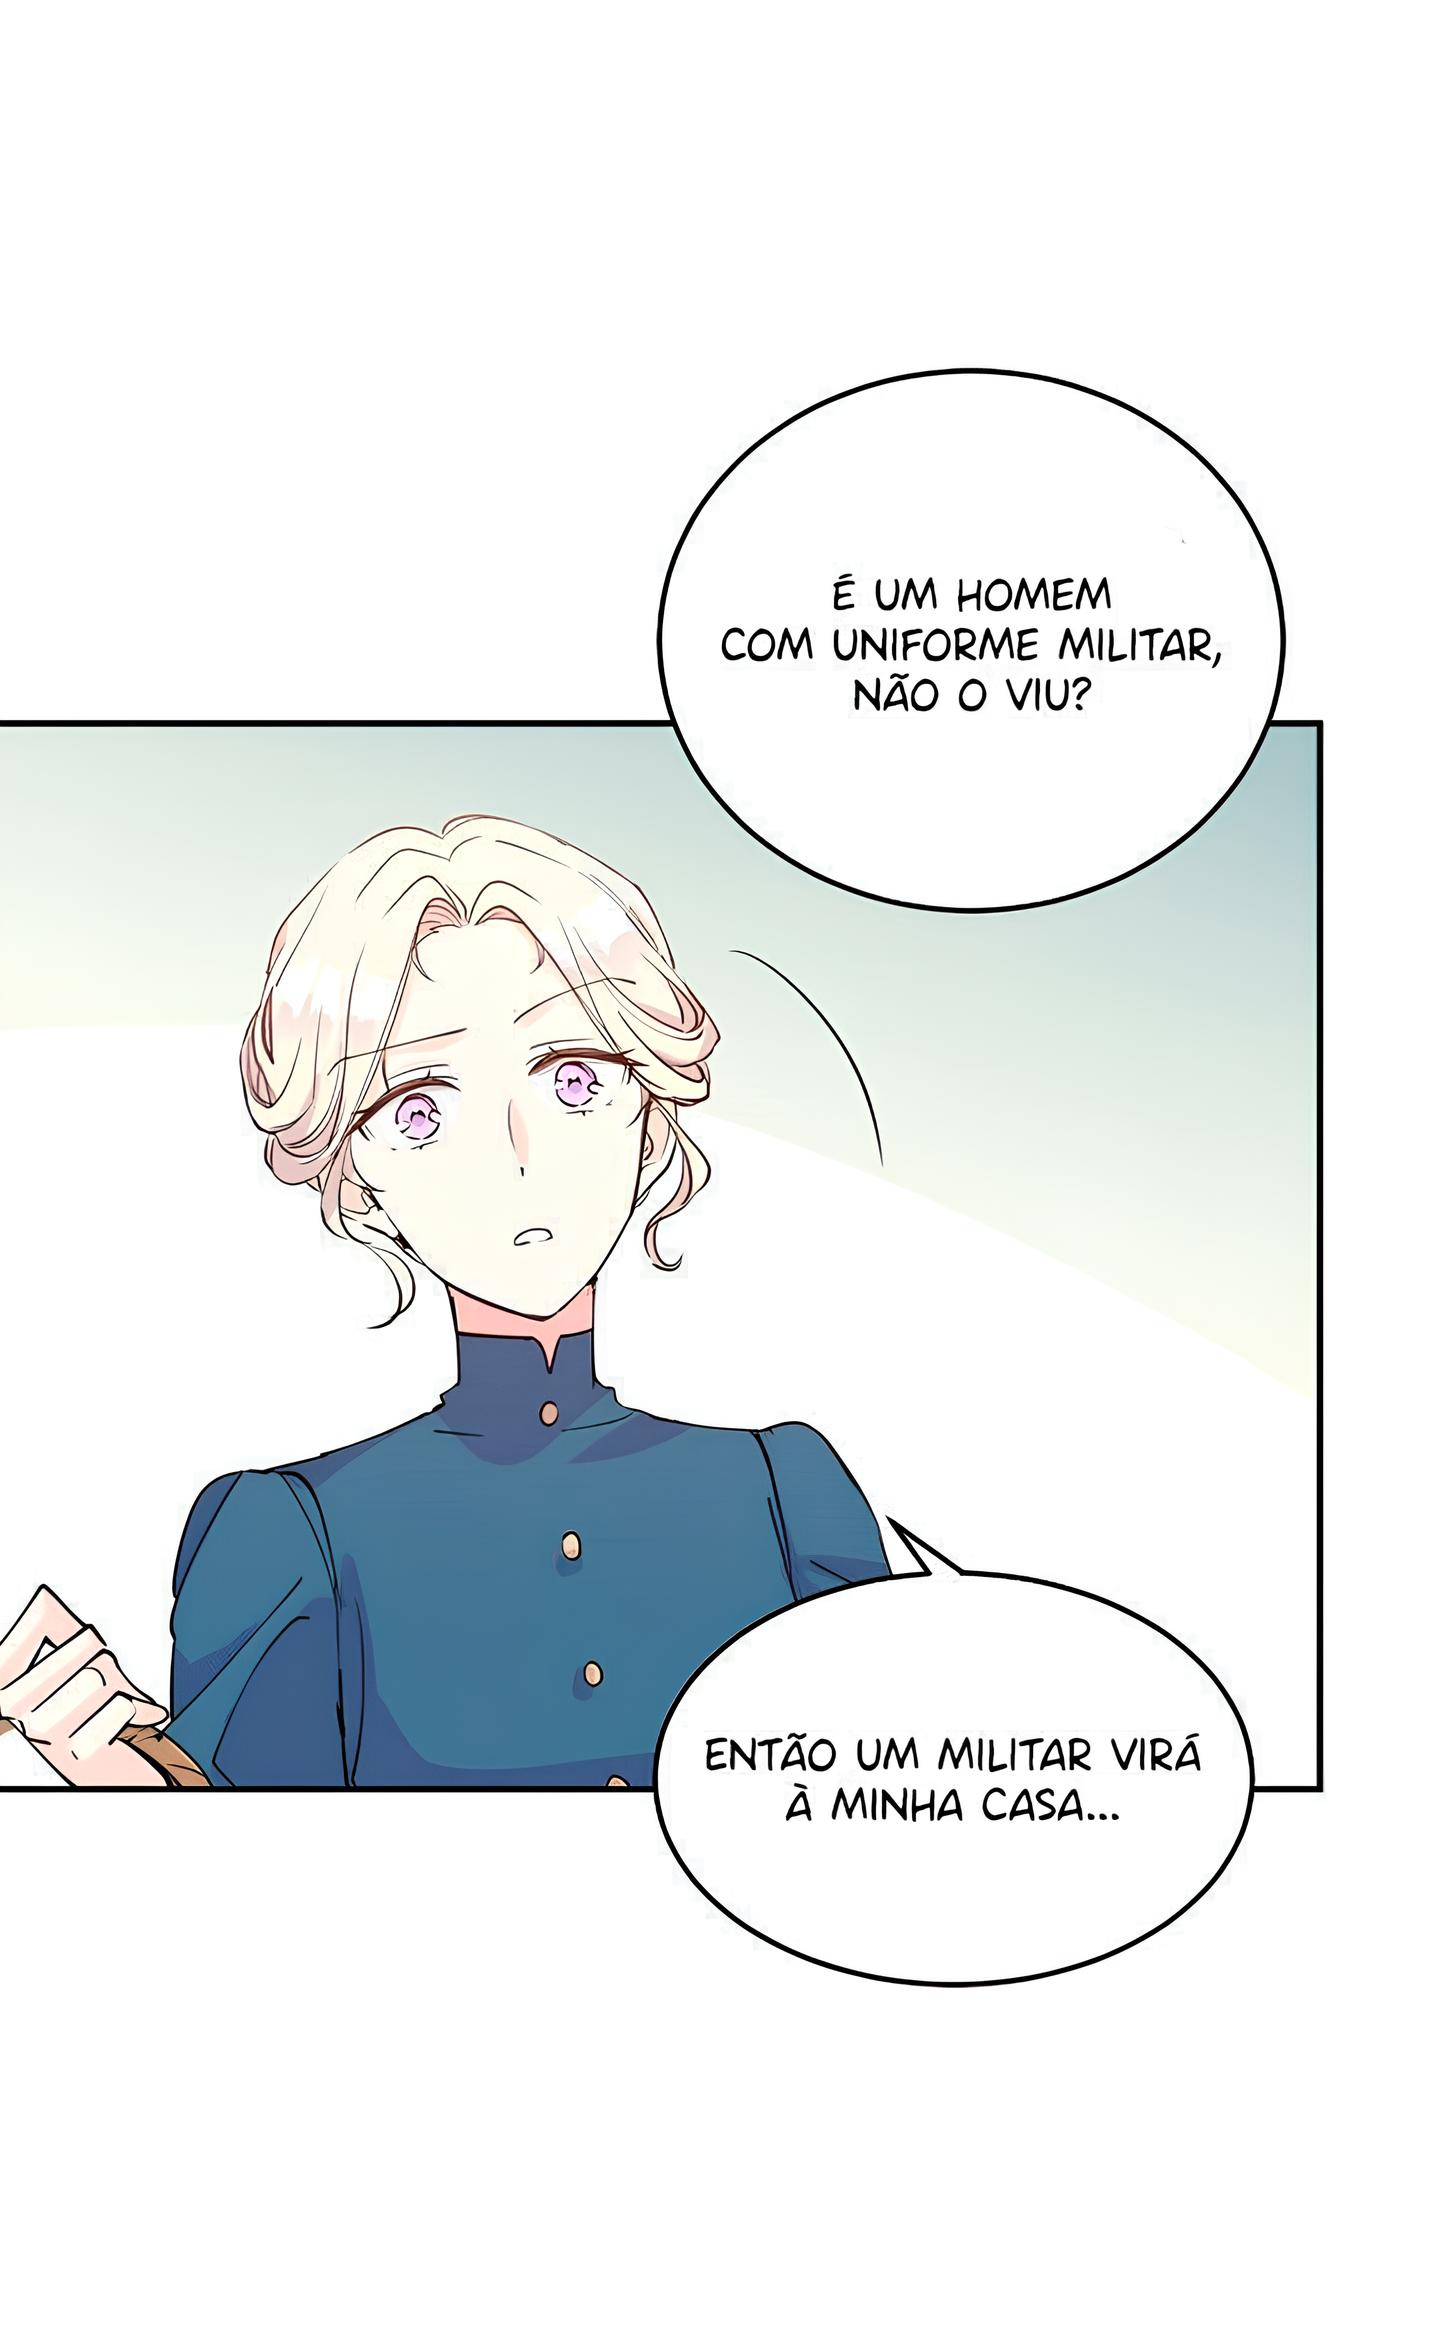 É UM HOMEM
COM UNIFORME MILITAR,
NÃO O VIU?
ENTÃO UM MILITAR VIRÁ
À MINHA CASA...